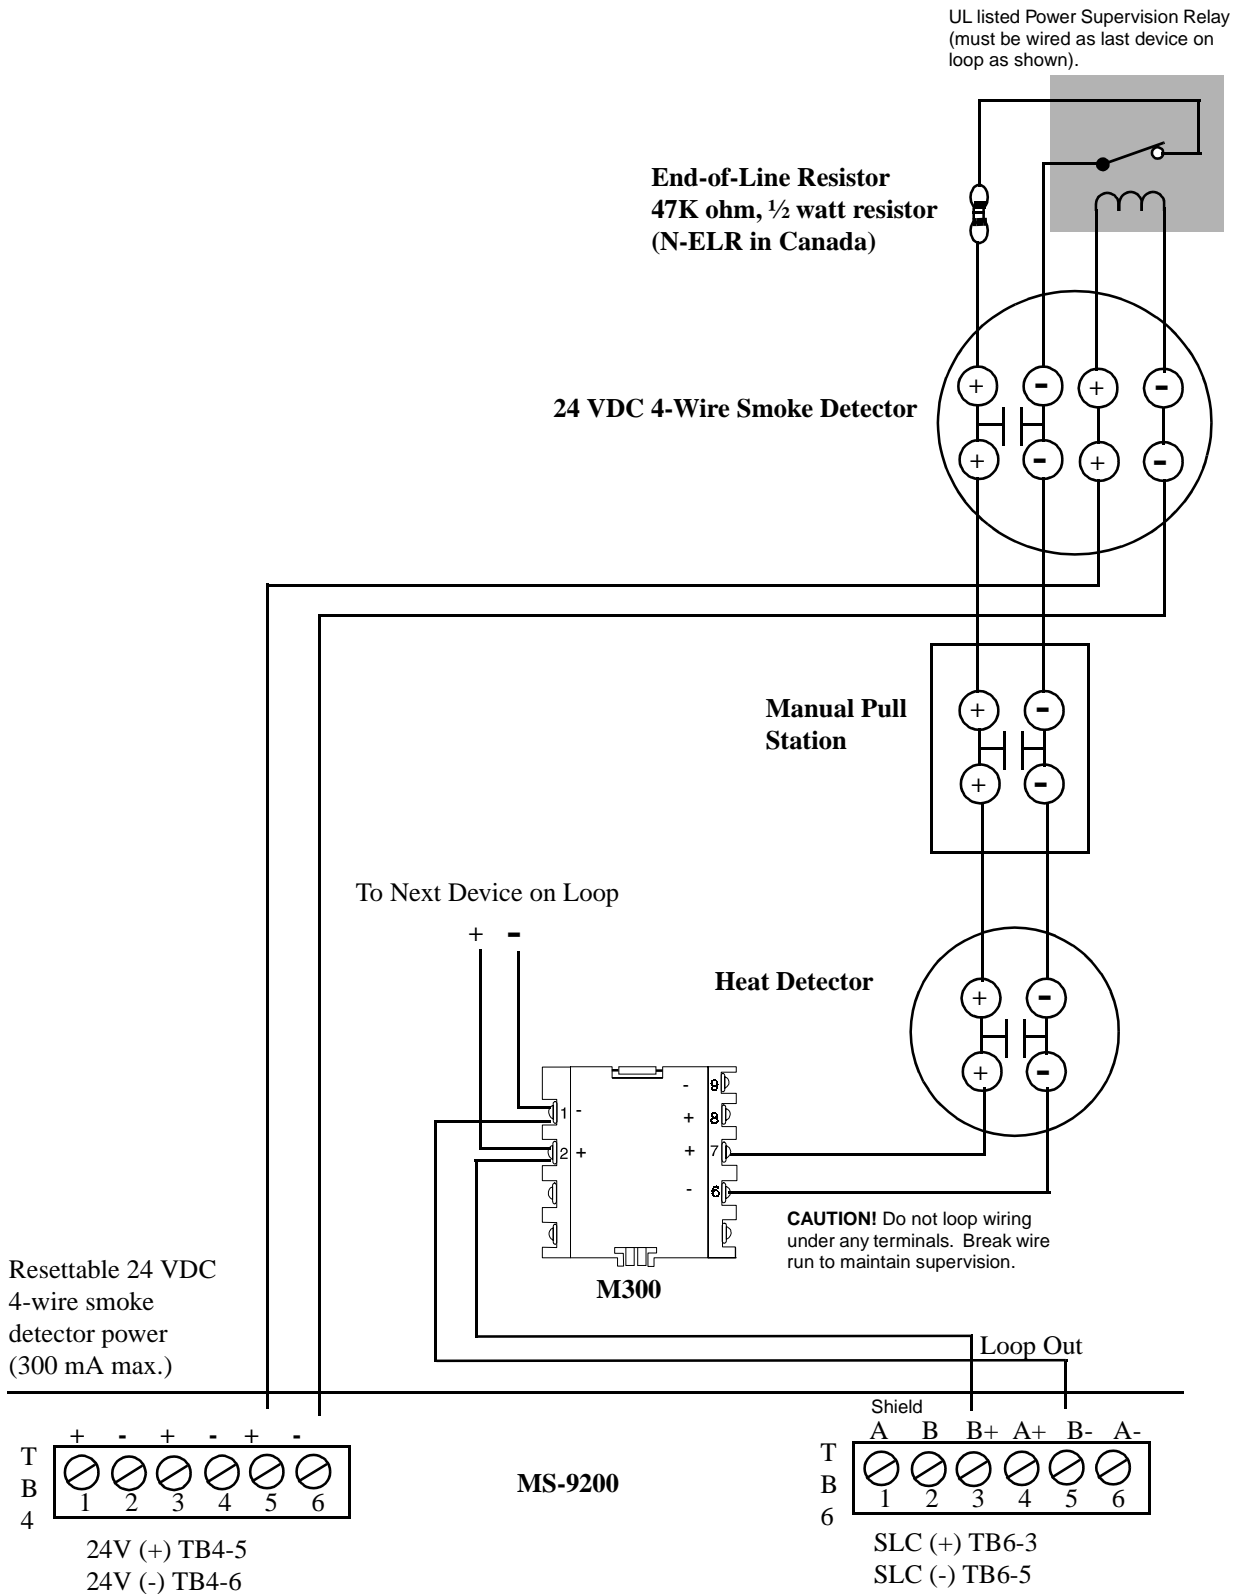 UL listed Power Supervision Relay
(must be wired as last device on
loop as shown).
End-of-Line Resistor
47K ohm, ½ watt resistor
(N-ELR in Canada)
+ - + -
24 VDC 4-Wire Smoke Detector
+ - + -
Manual Pull
Station
+ -
+ -
To Next Device on Loop
+ -
Heat Detector
+ -
+ -
- 9
1 - + 8
2 + + 7
- 6
CAUTION! Do not loop wiring
under any terminals. Break wire
run to maintain supervision.
M300
Resettable 24 VDC
4-wire smoke
detector power
(300 mA max.)
Loop Out
Shield
+ - + - + -
A B B+ A+ B- A-
T
B
4
1 2 3 4 5 6
MS-9200
T
B
6
1 2 3 4 5 6
24V (+) TB4-5
24V (-) TB4-6
SLC (+) TB6-3
SLC (-) TB6-5